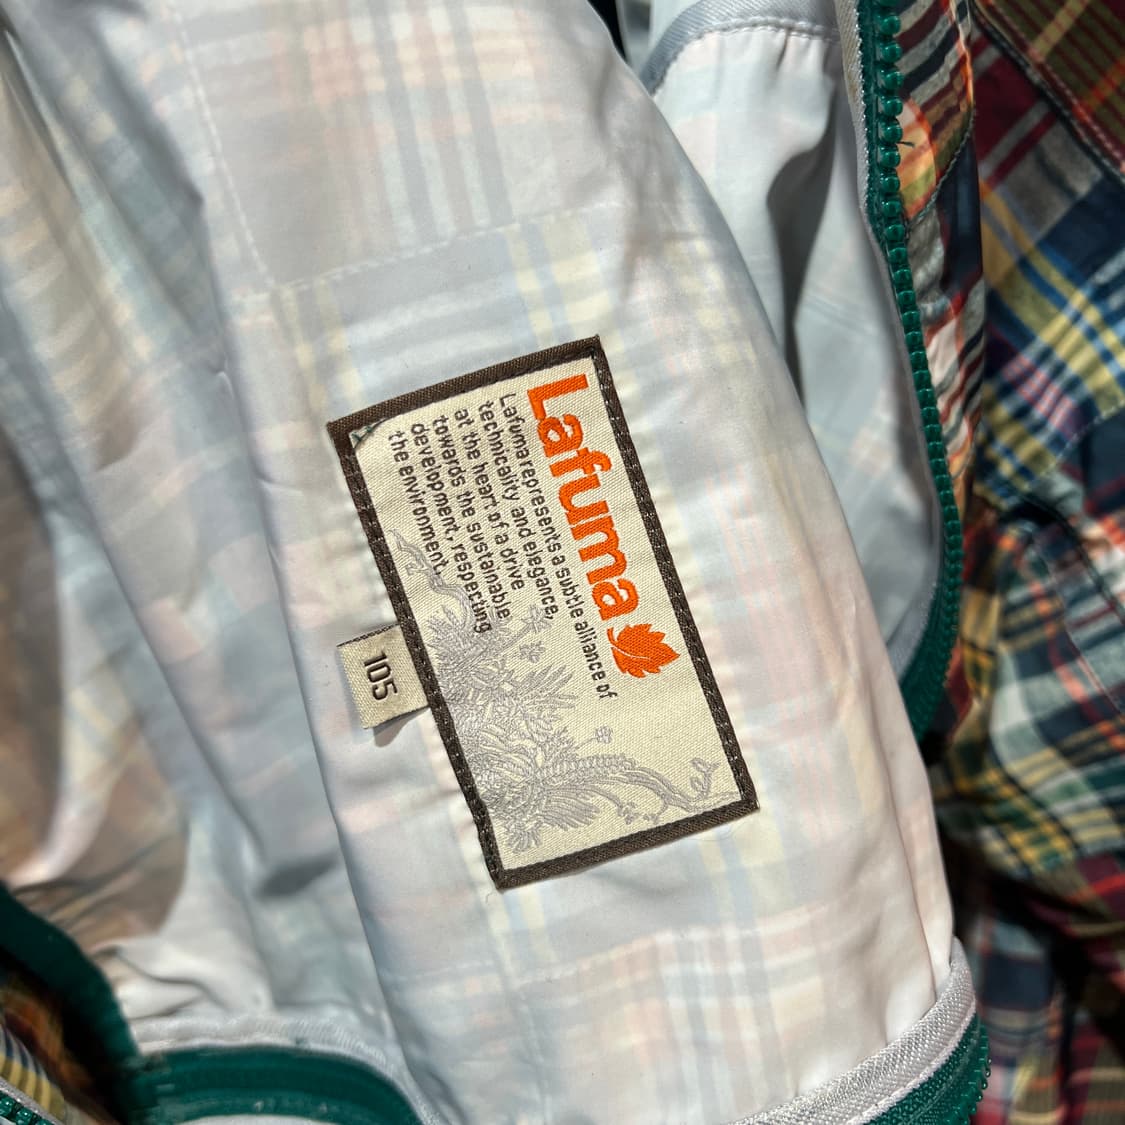 Lafuma
Lafuma represents a subtle alliance of
technicality and elegance,
at the heart of a drive
towards the sustainable
development, respecting
the environment.
105